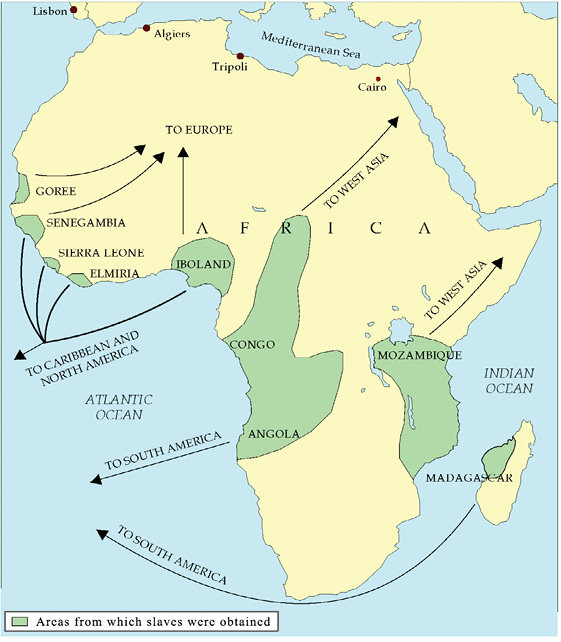 Lisbon
Algiers
Mediterranean Sea
Tripoli
Cairo
TO EUROPE
TO WEST ASIA
GOREE
SENEGAMBIA
AFRICA
SIERRA LEONE
IBOLAND
ELMIRIA
TO WEST ASIA
CONGO
MOZAMBIQUE
TO CARIBBEAN AND
NORTH AMERICA
INDIAN
OCEAN
ATLANTIC
OCEAN
ANGOLA
TO SOUTH AMERICA
MADAGASCAR
TO SOUTH AMERICA
Areas from which slaves were obtained